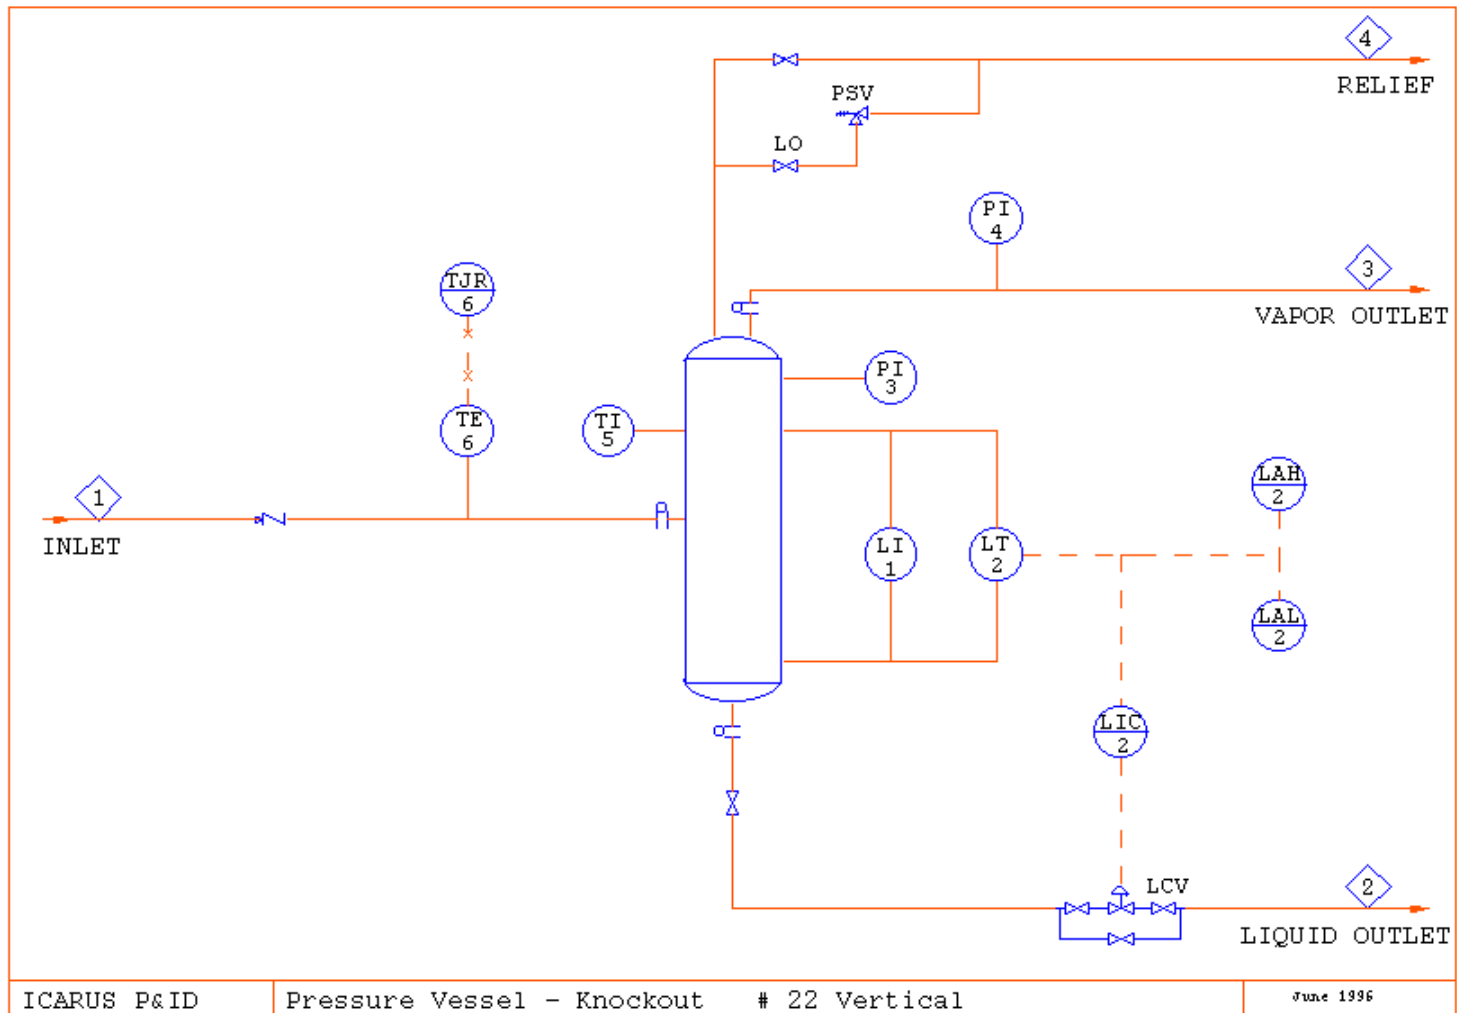 4
RELIEF
PSV
LO
PI
4
3
VAPOR OUTLET
TJR
6
PI
3
TE
6
TI
5
1
INLET
LAH
2
LI
1
LT
2
LAL
2
LIC
2
LCV
2
LIQUID OUTLET
ICARUS P&ID
Pressure Vessel - Knockout # 22 Vertical
June 1996